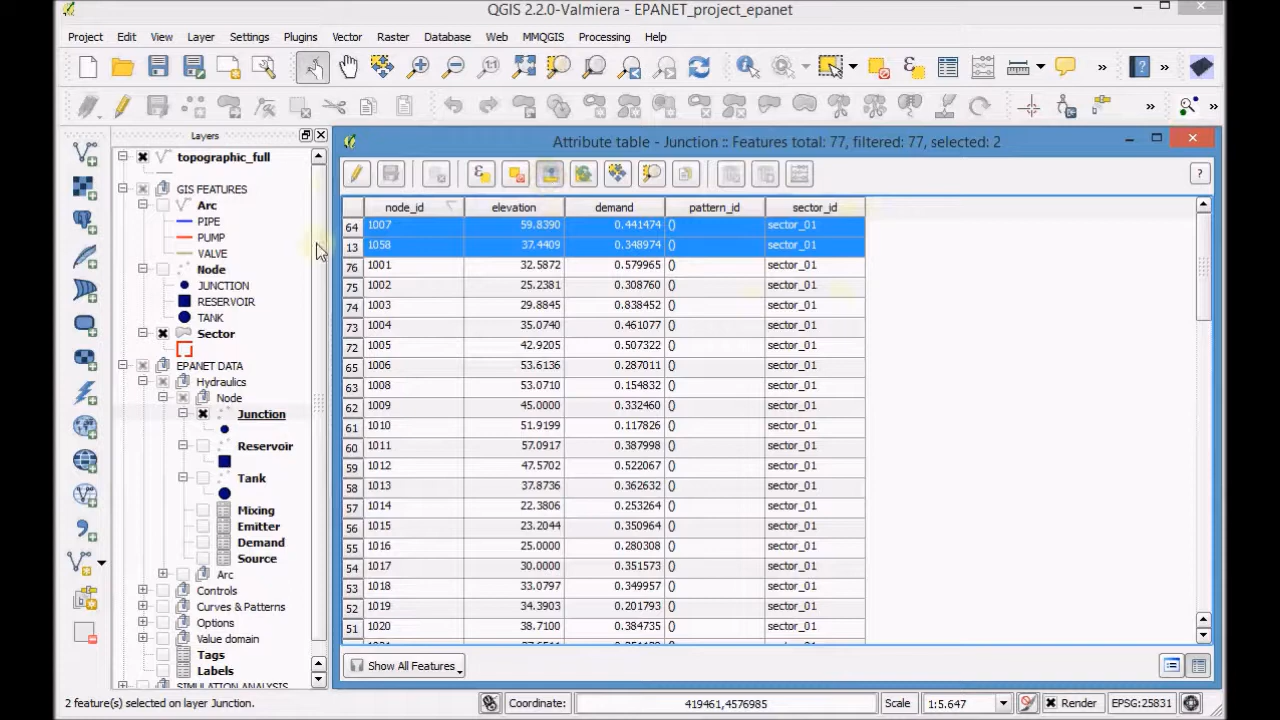 QGIS 2.2.0-Valmiera - EPANET_project_epanet
Project Edit View Layer Settings Plugins Vector Raster Database Web MMQGIS Processing Help
Layers
topographic_full
GIS FEATURES
Arc
PIPE
PUMP
VALVE
Node
JUNCTION
RESERVOIR
TANK
Sector
EPANET DATA
Hydraulics
Node
Junction
Reservoir
Tank
Mixing
Emitter
Demand
Source
Arc
Controls
Curves & Patterns
Options
Value domain
Tags
Labels
SIMULATION ANALYSIS
Attribute table - Junction :: Features total: 77, filtered: 77, selected: 2
node_id elevation demand pattern_id sector_id
64 1007 59.8390 0.441474 () sector_01
13 1058 37.4409 0.348974 () sector_01
76 1001 32.5872 0.579965 () sector_01
75 1002 25.2381 0.308760 () sector_01
74 1003 29.8845 0.838452 () sector_01
73 1004 35.0740 0.461077 () sector_01
72 1005 42.9205 0.507322 () sector_01
65 1006 53.6136 0.287011 () sector_01
63 1008 53.0710 0.154832 () sector_01
62 1009 45.0000 0.332460 () sector_01
61 1010 51.9199 0.117826 () sector_01
60 1011 57.0917 0.387998 () sector_01
59 1012 47.5702 0.522067 () sector_01
58 1013 37.8736 0.362632 () sector_01
57 1014 22.3806 0.253264 () sector_01
56 1015 23.2044 0.350964 () sector_01
55 1016 25.0000 0.280308 () sector_01
54 1017 30.0000 0.351573 () sector_01
53 1018 33.0797 0.349957 () sector_01
52 1019 34.3903 0.201793 () sector_01
51 1020 38.7100 0.384735 () sector_01
Show All Features
2 feature(s) selected on layer Junction.
Coordinate: 419461,4576985 Scale 1:5.647 Render EPSG:25831